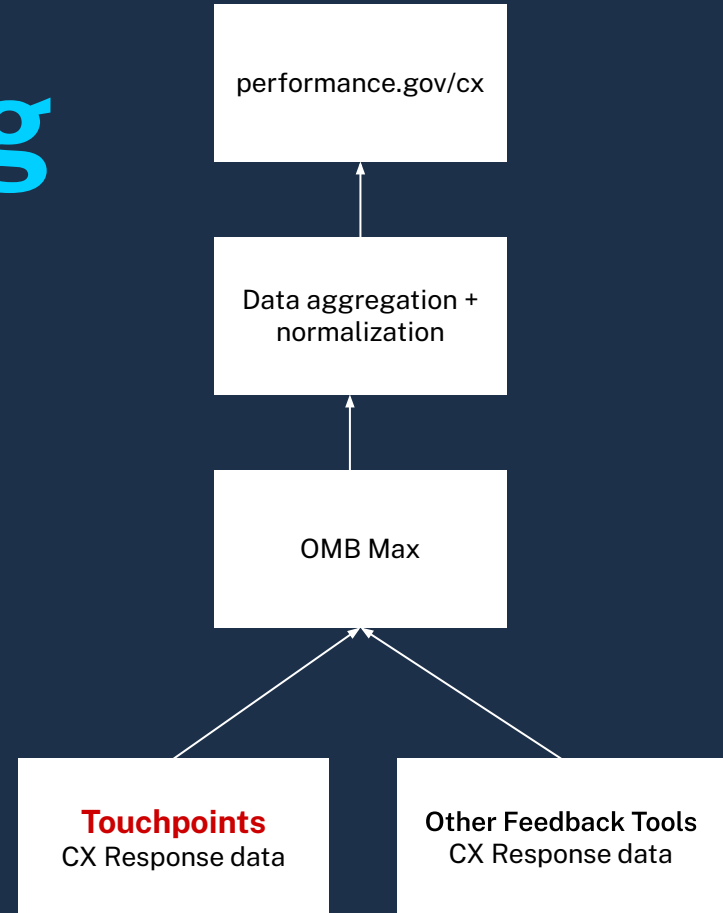 g
performance.gov/cx
Data aggregation +
normalization
OMB Max
Touchpoints
CX Response data
Other Feedback Tools
CX Response data